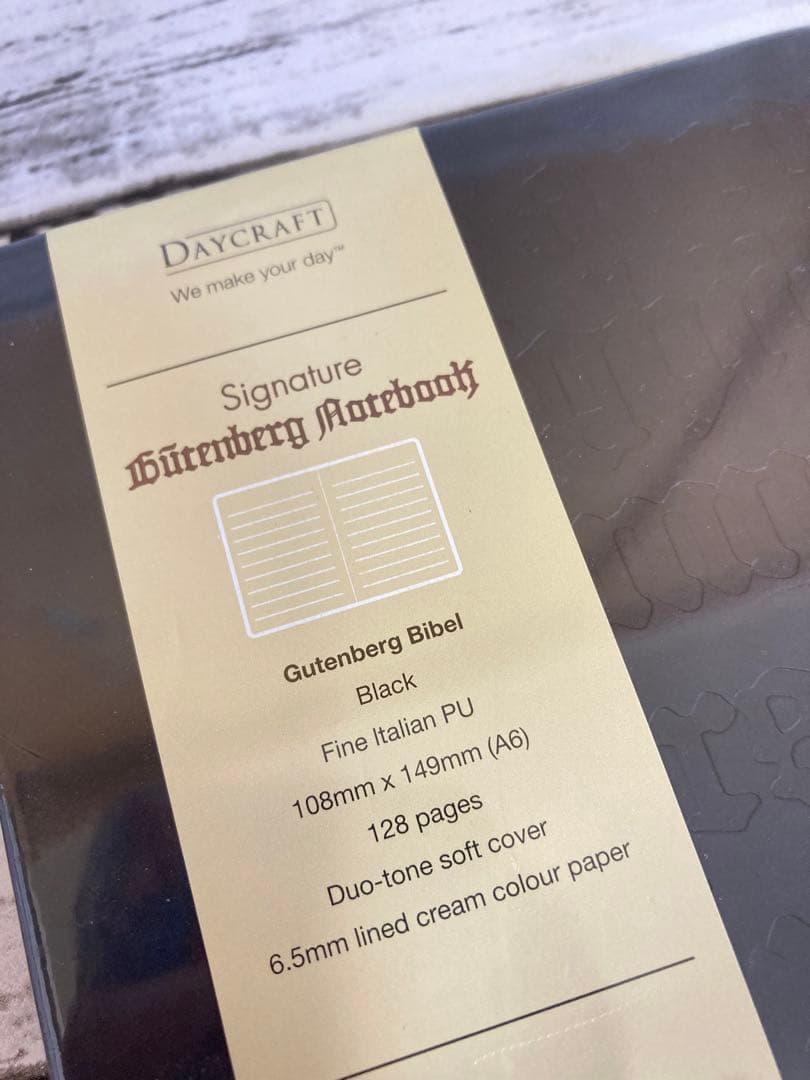 DAYCRAFT
We make your day™
Signature
Gūtenberg Notebook
Gutenberg Bibel
Black
Fine Italian PU
108mm x 149mm (A6)
128 pages
Duo-tone soft cover
6.5mm lined cream colour paper